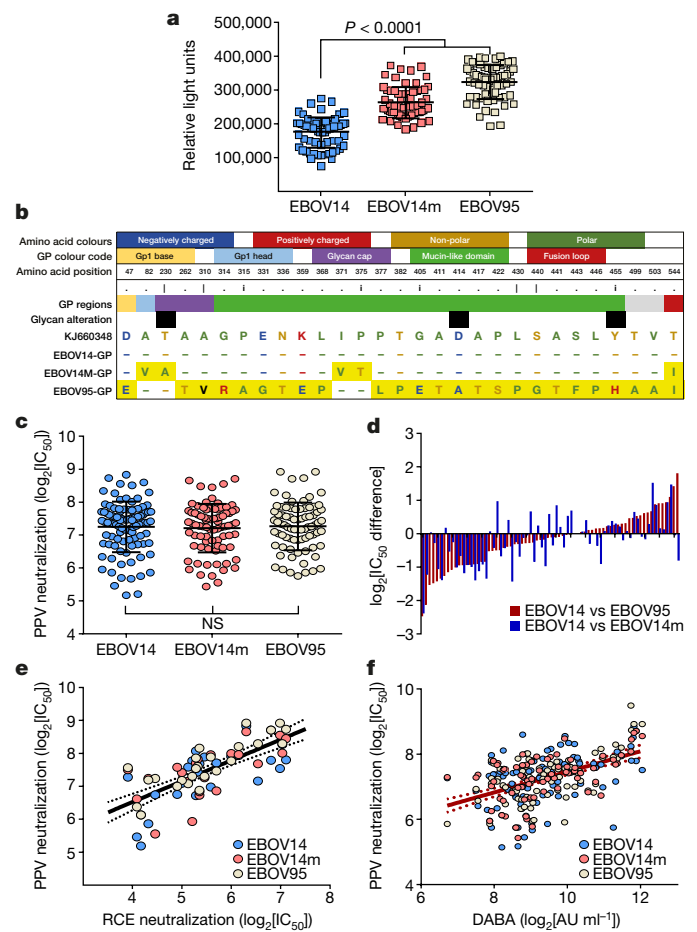 a
500,000
400,000
300,000
200,000
100,000
Relative light units
P < 0.0001
EBOV14 EBOV14m EBOV95
b
Amino acid colours Negatively charged Positively charged Non-polar Polar
GP colour code Gp1 base Gp1 head Glycan cap Mucin-like domain Fusion loop
Amino acid position 47 82 230 262 310 314 315 331 336 359 368 371 375 377 382 405 411 414 417 422 430 440 441 455 499 503 544
GP regions
Glycan alteration
KJ660348 D A T A A G P E N K L I P P T G A D A P L S A S L Y T V T
EBOV14-GP – – – – – – – – – – – – – – – – – – – – – – – – – – – – –
EBOV14M-GP – V A – – – – – – – – V T – – – – – – – – – – – – – – – I
EBOV95-GP E – – T V R A G T E P – – L P E T A T S P G T F P H A A I
c
10
9
8
7
6
5
4
PPV neutralization (log2[IC50])
NS
EBOV14 EBOV14m EBOV95
d
3
2
1
0
−1
−2
−3
log2[IC50 difference]
EBOV14 vs EBOV95
EBOV14 vs EBOV14m
e
10
9
8
7
6
5
PPV neutralization (log2[IC50])
EBOV14
EBOV14m
EBOV95
3 4 5 6 7 8
RCE neutralization (log2[IC50])
f
10
8
6
4
PPV neutralization (log2[IC50])
EBOV14
EBOV14m
EBOV95
6 8 10 12
DABA (log2[AU ml−1])